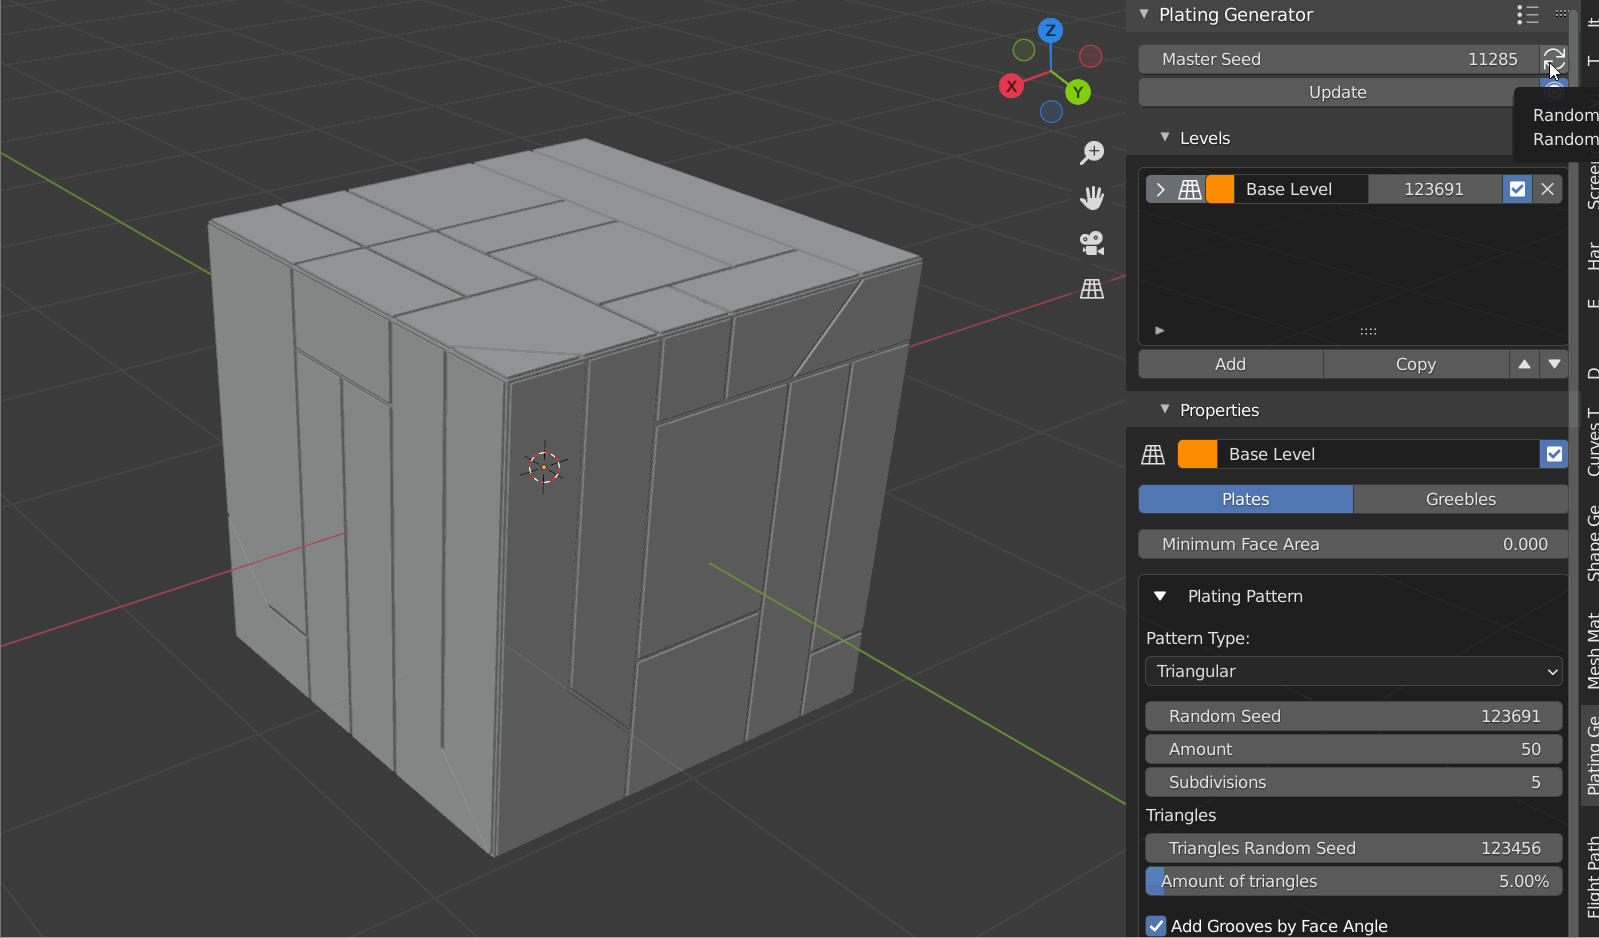 Plating Generator
Z
X
Y
Master Seed 11285
Update
Random
Random
Levels
Base Level 123691
Add Copy
Properties
Base Level
Plates Greebles
Minimum Face Area 0.000
Plating Pattern
Pattern Type:
Triangular
Random Seed 123691
Amount 50
Subdivisions 5
Triangles
Triangles Random Seed 123456
Amount of triangles 5.00%
Add Grooves by Face Angle
It
T
Screen
Har
E
D
Curves T
Shape Ge
Mesh Mat
Plating Ge
Flight Path